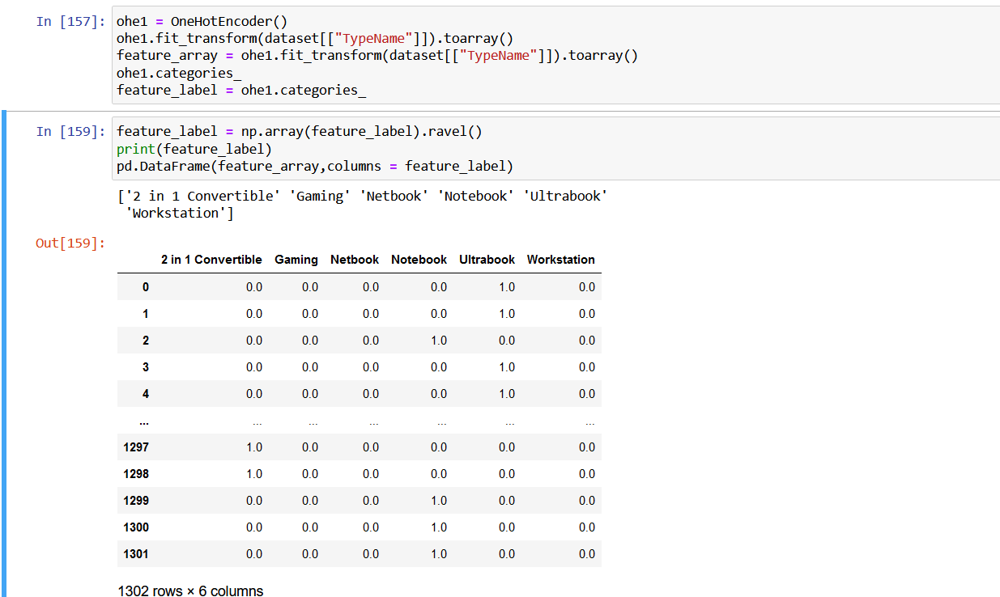 In [157]: ohe1 = OneHotEncoder()
ohe1.fit_transform(dataset[["TypeName"]]).toarray()
feature_array = ohe1.fit_transform(dataset[["TypeName"]]).toarray()
ohe1.categories_
feature_label = ohe1.categories_
In [159]: feature_label = np.array(feature_label).ravel()
print(feature_label)
pd.DataFrame(feature_array,columns = feature_label)
['2 in 1 Convertible' 'Gaming' 'Netbook' 'Notebook' 'Ultrabook'
 'Workstation']
Out[159]:
2 in 1 Convertible Gaming Netbook Notebook Ultrabook Workstation
0 0.0 0.0 0.0 0.0 1.0 0.0
1 0.0 0.0 0.0 0.0 1.0 0.0
2 0.0 0.0 0.0 1.0 0.0 0.0
3 0.0 0.0 0.0 0.0 1.0 0.0
4 0.0 0.0 0.0 0.0 1.0 0.0
... ... ... ... ... ... ...
1297 1.0 0.0 0.0 0.0 0.0 0.0
1298 1.0 0.0 0.0 0.0 0.0 0.0
1299 0.0 0.0 0.0 1.0 0.0 0.0
1300 0.0 0.0 0.0 1.0 0.0 0.0
1301 0.0 0.0 0.0 1.0 0.0 0.0
1302 rows × 6 columns